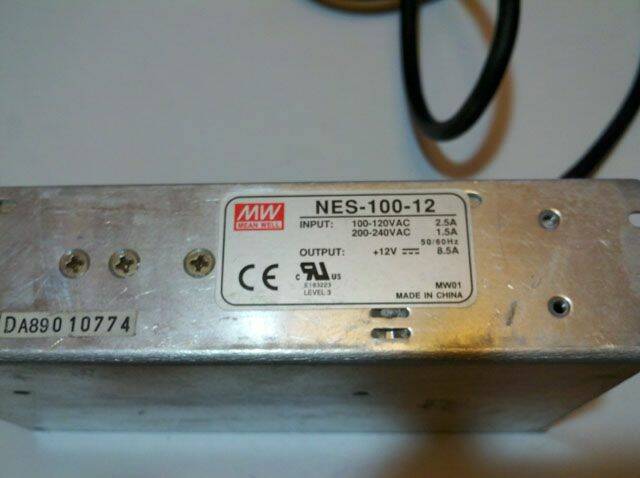 MW
MEAN WELL
NES-100-12
INPUT: 100-120VAC 2.5A
200-240VAC 1.5A
50/60Hz
OUTPUT: +12V 8.5A
CE
c RU US
E183223
LEVEL 3
MW01
MADE IN CHINA
DA89010774